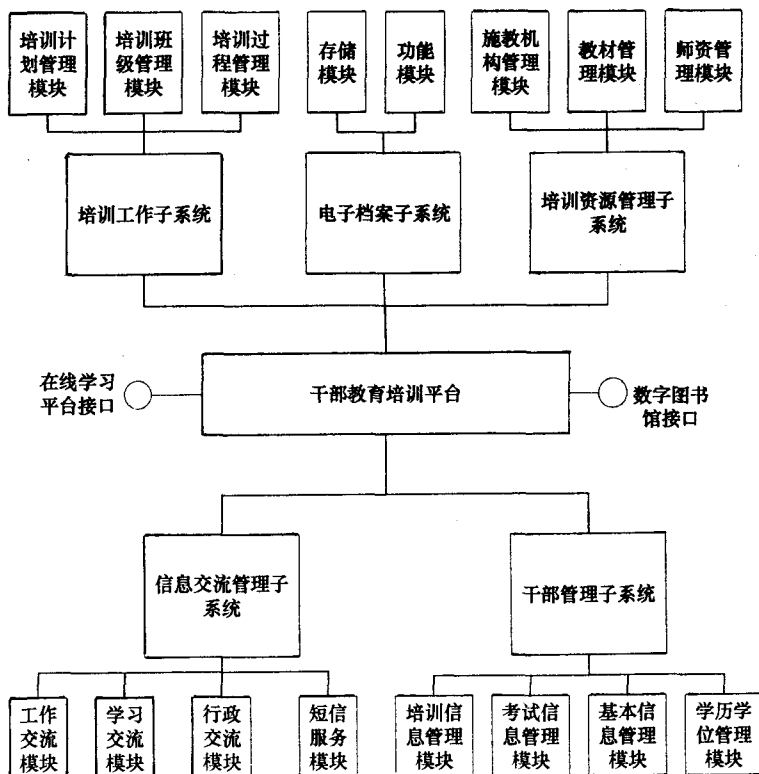 培训计
划管理
模块
培训班
级管理
模块
培训过
程管理
模块
存储
模块
功能
模块
施教机
构管理
模块
教材管
理模块
师资管
理模块
培训工作子系统
电子档案子系统
培训资源管理子
系统
在线学习
平台接口
干部教育培训平台
数字图书
馆接口
信息交流管理子
系统
干部管理子系统
工作
交流
模块
学习
交流
模块
行政
交流
模块
短信
服务
模块
培训信
息管理
模块
考试信
息管理
模块
基本信
息管理
模块
学历学
位管理
模块